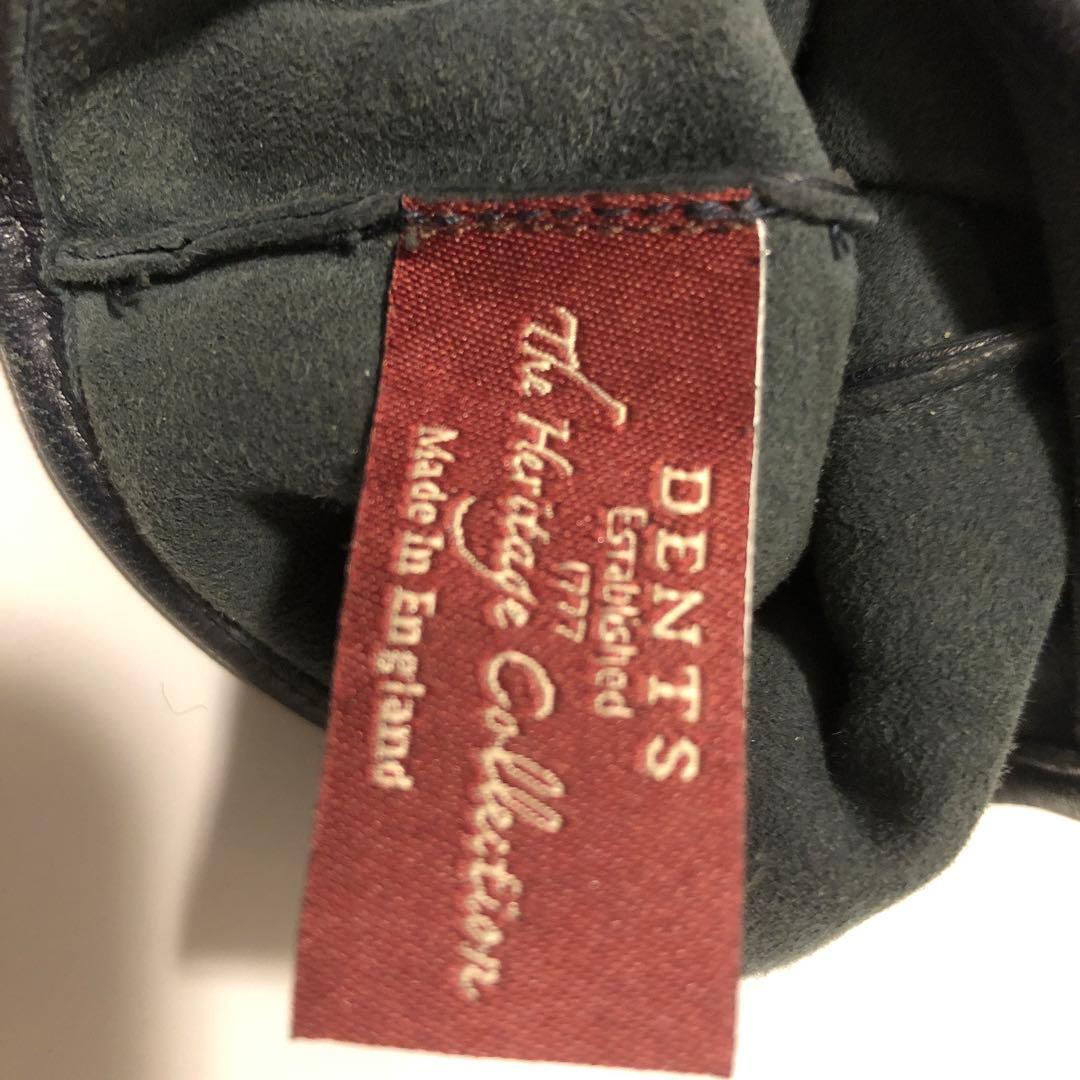 DENTS
Established
1777
The Heritage Collection.
Made In England